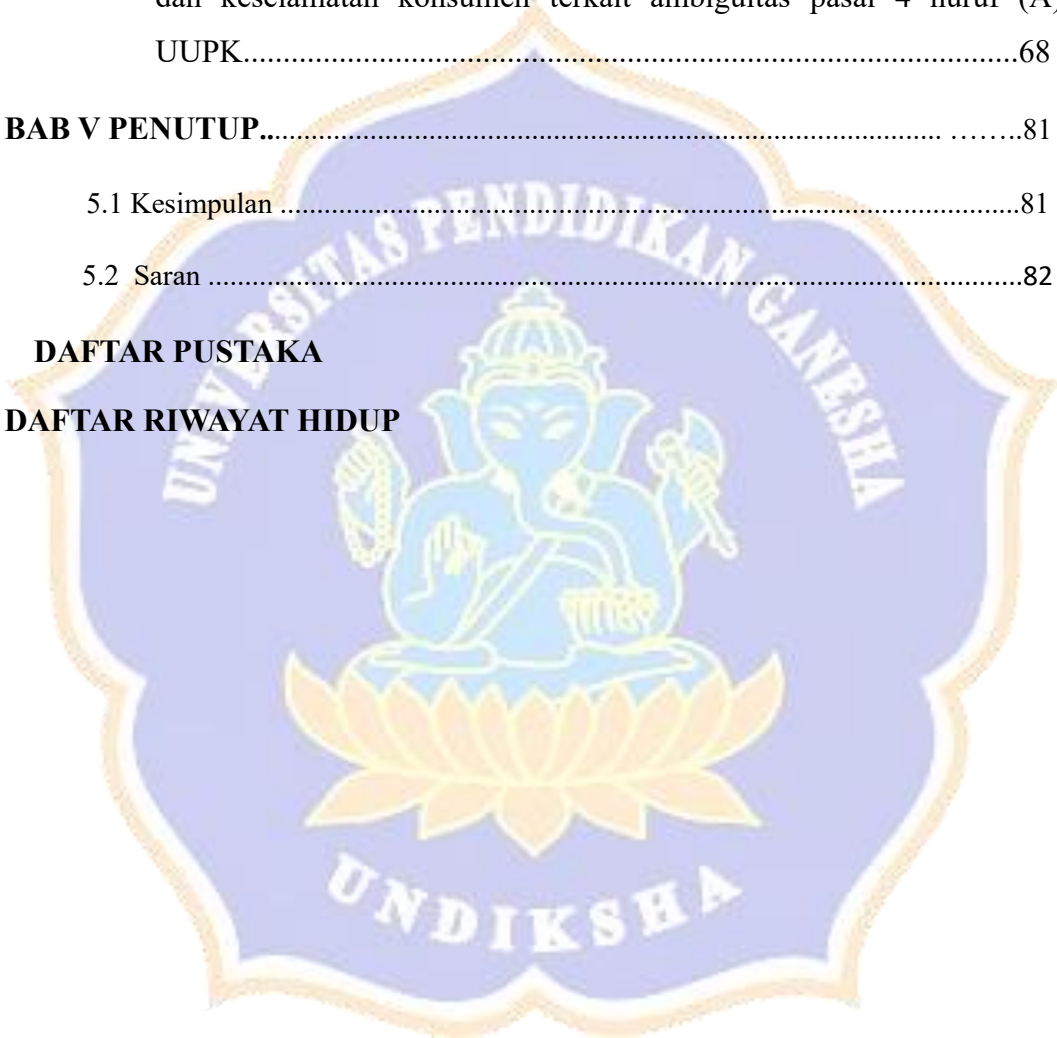 dan keselamatan konsumen terkait ambiguitas pasal 4 huruf (A)
UUPK.................................................................................................68
BAB V PENUTUP..................................................................................... ........81
5.1 Kesimpulan ............................................................................................81
5.2 Saran ......................................................................................................82
DAFTAR PUSTAKA
DAFTAR RIWAYAT HIDUP
UNIVERSITAS PENDIDIKAN GANESHA
UNDIKSHA